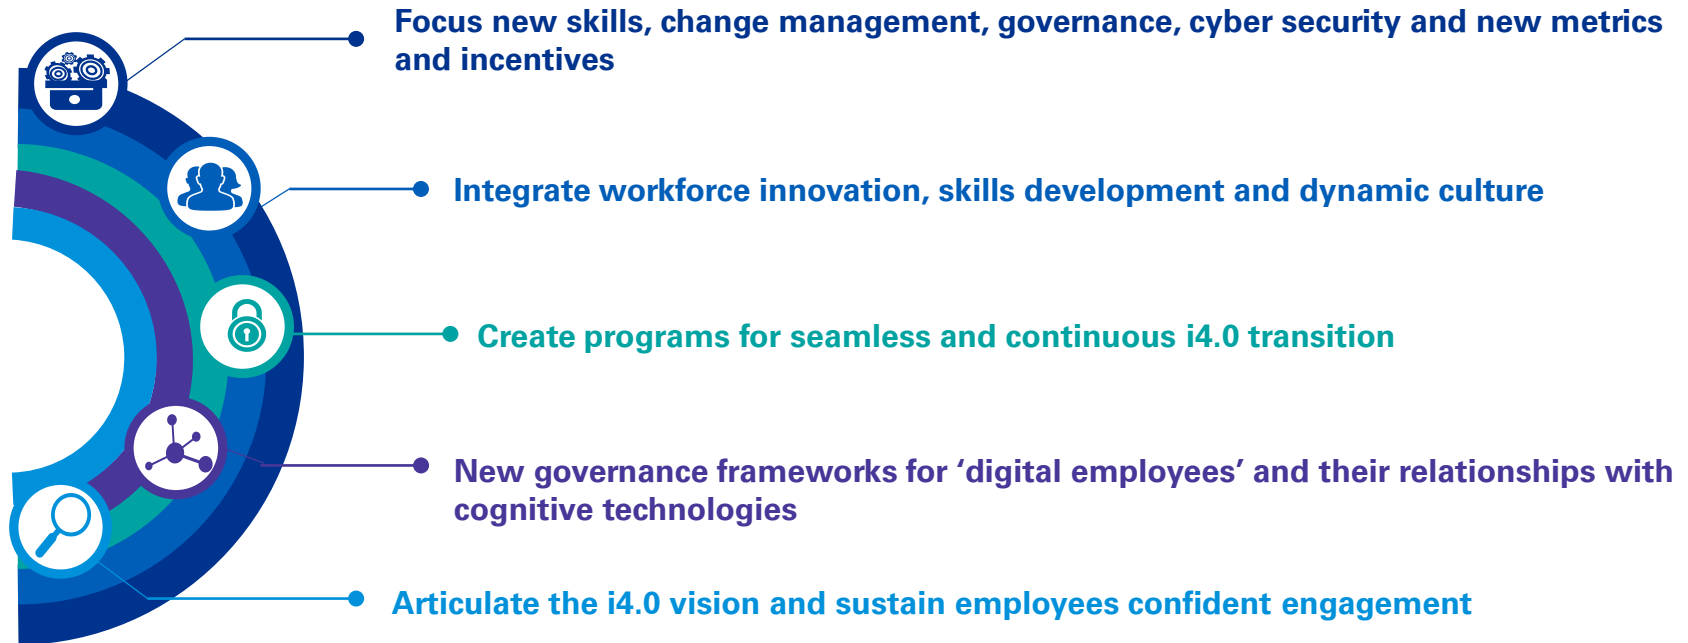 Focus new skills, change management, governance, cyber security and new metrics
and incentives
Integrate workforce innovation, skills development and dynamic culture
Create programs for seamless and continuous i4.0 transition
New governance frameworks for ‘digital employees’ and their relationships with
cognitive technologies
Articulate the i4.0 vision and sustain employees confident engagement